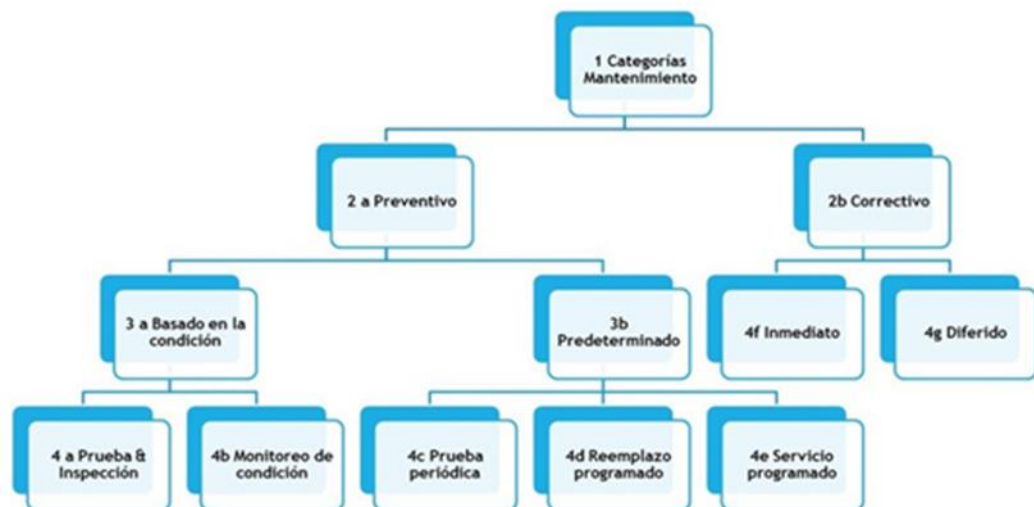 1 Categorías
Mantenimiento
2 a Preventivo
2b Correctivo
3 a Basado en la
condición
3b
Predeterminado
4f Inmediato
4g Diferido
4 a Prueba &
Inspección
4b Monitoreo de
condición
4c Prueba
periódica
4d Reemplazo
programado
4e Servicio
programado